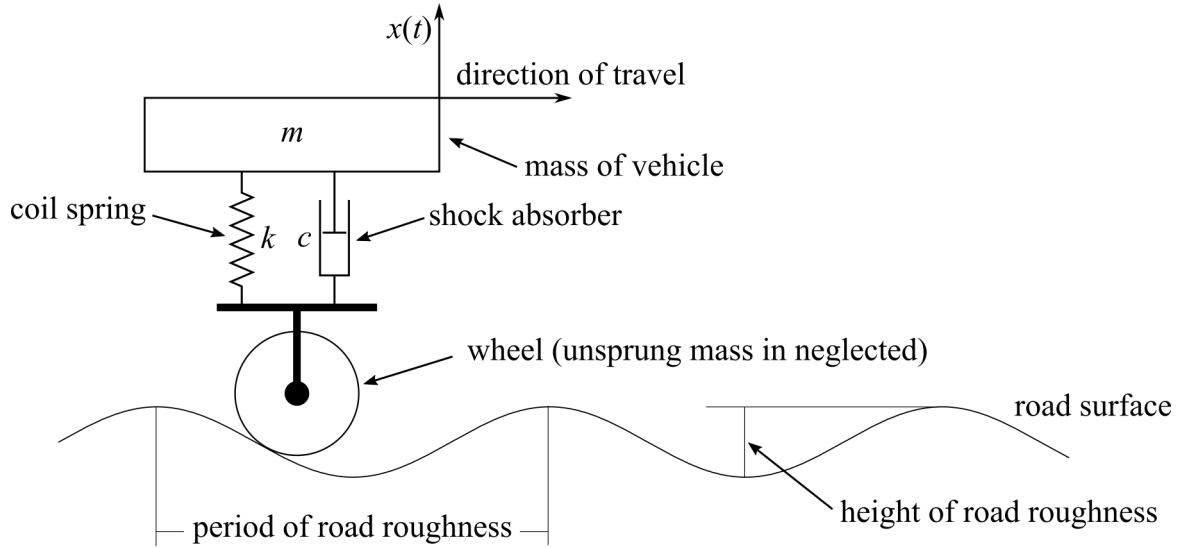 x(t)
direction of travel
m
mass of vehicle
coil spring
shock absorber
k
c
wheel (unsprung mass in neglected)
road surface
height of road roughness
period of road roughness